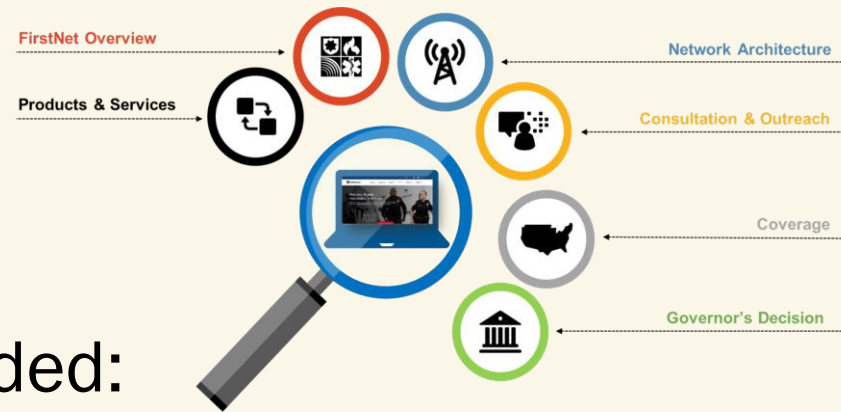 FirstNet Overview
Network Architecture
Products & Services
Consultation & Outreach
Coverage
Governor's Decision
ded: